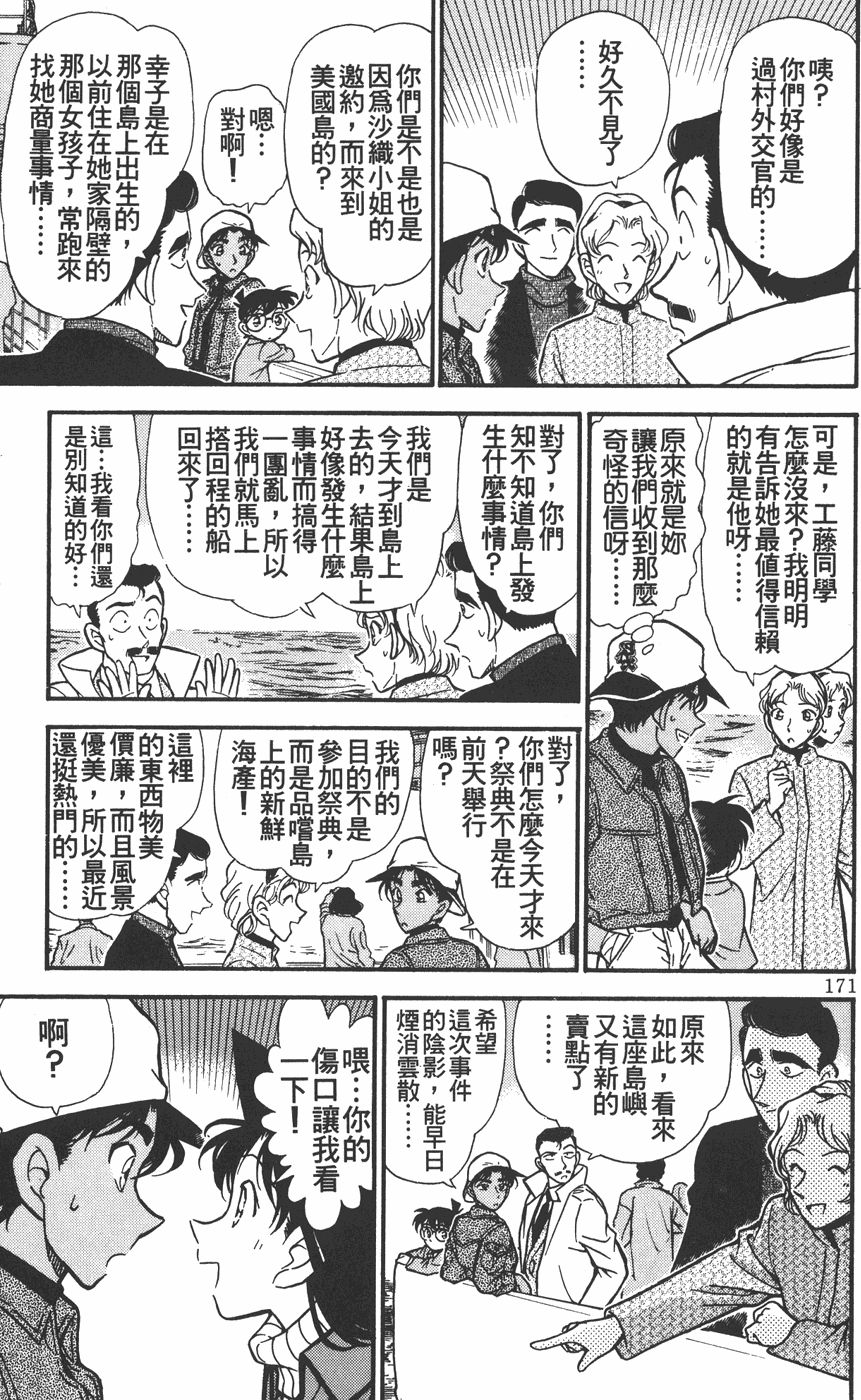 咦？
你們好像是
過村外交官的……
好久不見了
……
你們是不是也是
因爲沙織小姐的
邀約，而來到
美國島的？
嗯…
對啊！
幸子是在
那個島上出生的，
以前住在她家隔壁的
那個女孩子，常跑來
找她商量事情……
可是，工藤同學
怎麼沒來？我明明
有告訴她最值得信賴
的就是他呀……
原來就是妳
讓我們收到那麼
奇怪的信呀……
對了，你們
知不知道島上發
生什麼事情？
我們是
今天才到島上
去的，結果島上
好像發生什麼
事情而搞得
一團亂，所以
我們就馬上
搭回程的船
回來了……
這…我看你們還
是別知道的好…
對了，
你們怎麼今天才來
？祭典不是在
前天舉行
嗎？
我們的
目的不是
參加祭典，
而是品嚐島
上的新鮮
海產！
這裡
的東西物美
價廉，而且風景
優美，所以最近
還挺熱門的……
171
原來
如此，看來
這座島嶼
又有新的
賣點了
……
希望
這次事件
的陰影，能早日
煙消雲散……
喂…你的
傷口讓我看
一下！
啊？